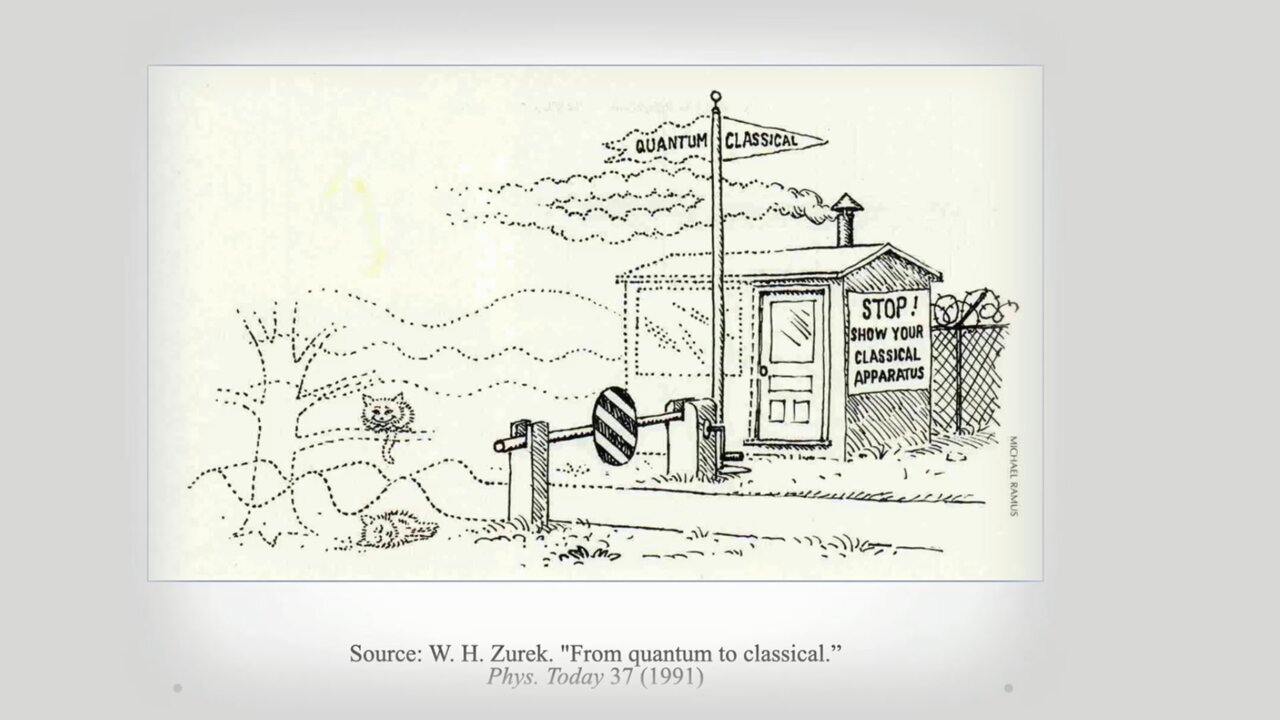 QUANTUM CLASSICAL
STOP!
SHOW YOUR
CLASSICAL
APPARATUS
MICHAEL RAMUS
Source: W. H. Zurek. "From quantum to classical.”
Phys. Today 37 (1991)